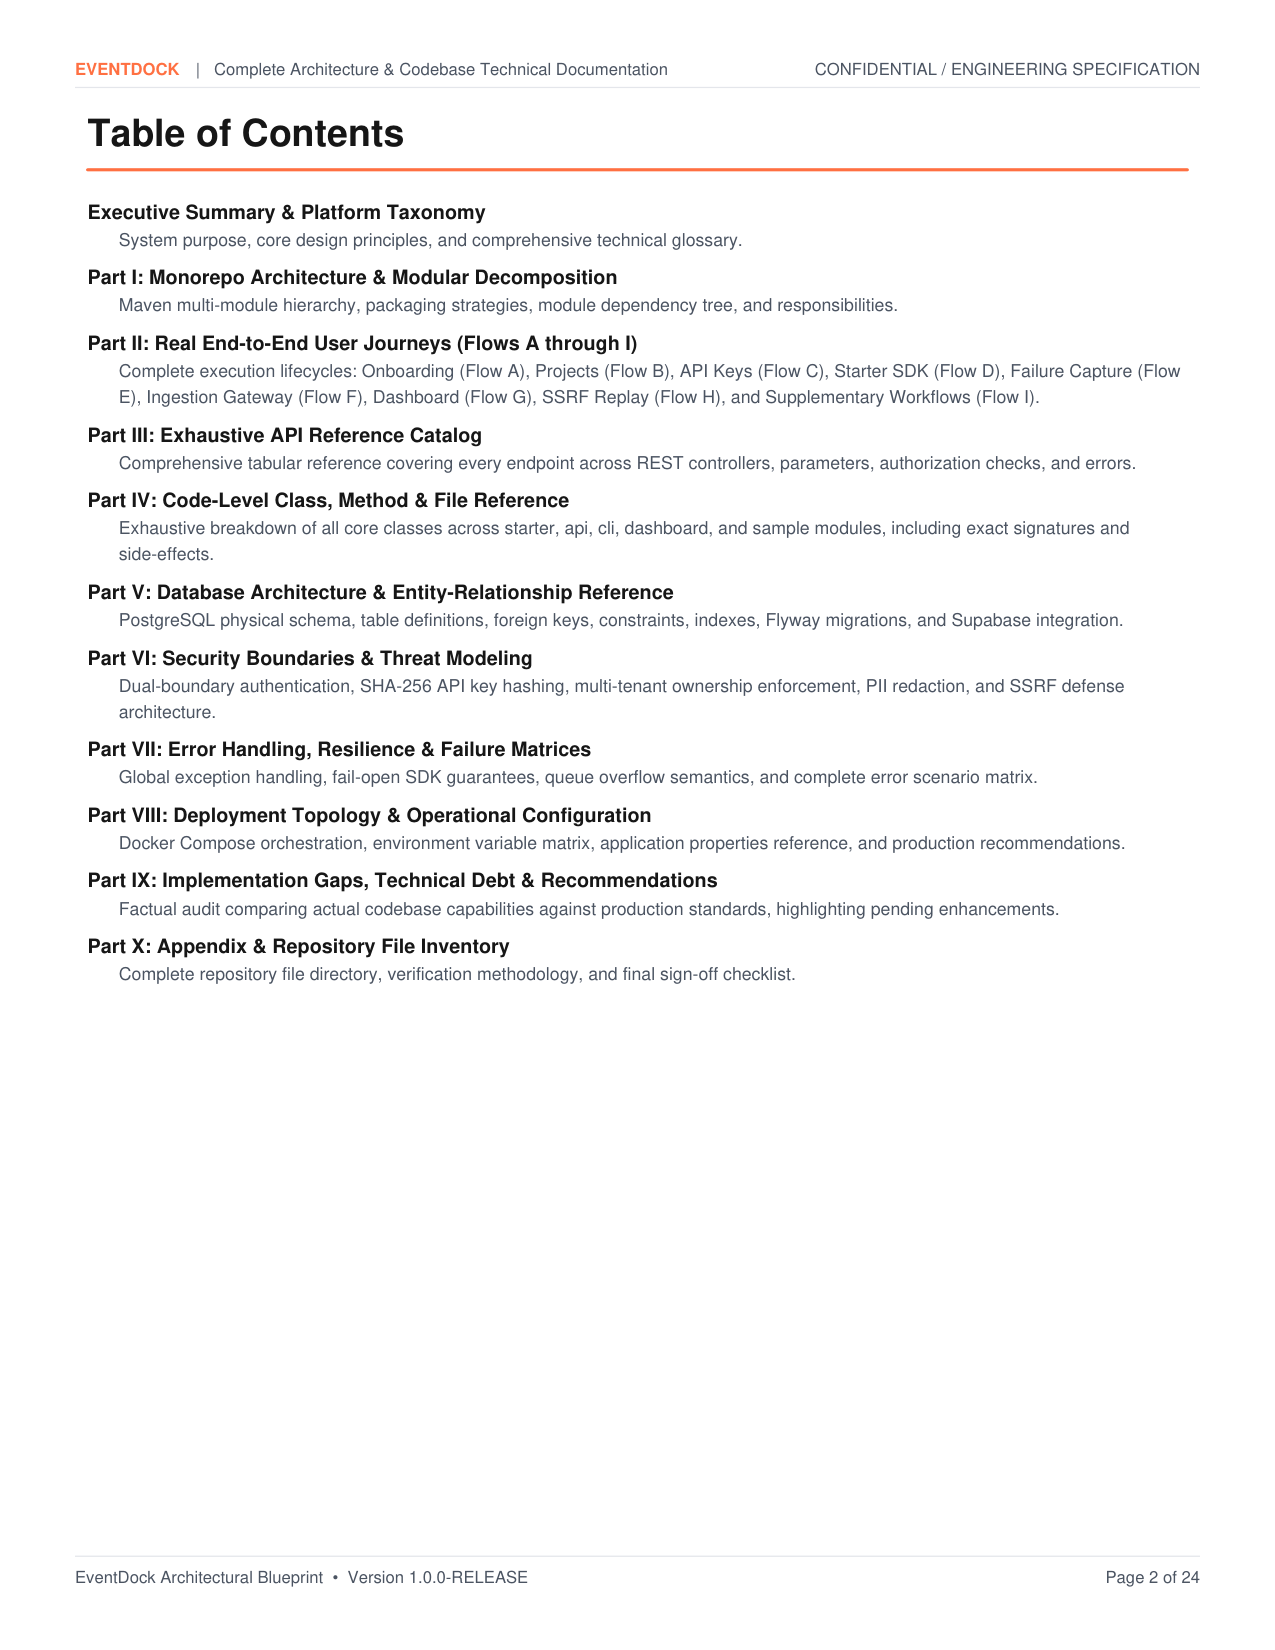 EVENTDOCK | Complete Architecture & Codebase Technical Documentation CONFIDENTIAL / ENGINEERING SPECIFICATION
Table of Contents
Executive Summary & Platform Taxonomy
System purpose, core design principles, and comprehensive technical glossary.
Part I: Monorepo Architecture & Modular Decomposition
Maven multi-module hierarchy, packaging strategies, module dependency tree, and responsibilities.
Part II: Real End-to-End User Journeys (Flows A through I)
Complete execution lifecycles: Onboarding (Flow A), Projects (Flow B), API Keys (Flow C), Starter SDK (Flow D), Failure Capture (Flow
E), Ingestion Gateway (Flow F), Dashboard (Flow G), SSRF Replay (Flow H), and Supplementary Workflows (Flow I).
Part III: Exhaustive API Reference Catalog
Comprehensive tabular reference covering every endpoint across REST controllers, parameters, authorization checks, and errors.
Part IV: Code-Level Class, Method & File Reference
Exhaustive breakdown of all core classes across starter, api, cli, dashboard, and sample modules, including exact signatures and
side-effects.
Part V: Database Architecture & Entity-Relationship Reference
PostgreSQL physical schema, table definitions, foreign keys, constraints, indexes, Flyway migrations, and Supabase integration.
Part VI: Security Boundaries & Threat Modeling
Dual-boundary authentication, SHA-256 API key hashing, multi-tenant ownership enforcement, PII redaction, and SSRF defense
architecture.
Part VII: Error Handling, Resilience & Failure Matrices
Global exception handling, fail-open SDK guarantees, queue overflow semantics, and complete error scenario matrix.
Part VIII: Deployment Topology & Operational Configuration
Docker Compose orchestration, environment variable matrix, application properties reference, and production recommendations.
Part IX: Implementation Gaps, Technical Debt & Recommendations
Factual audit comparing actual codebase capabilities against production standards, highlighting pending enhancements.
Part X: Appendix & Repository File Inventory
Complete repository file directory, verification methodology, and final sign-off checklist.
EventDock Architectural Blueprint • Version 1.0.0-RELEASE Page 2 of 24